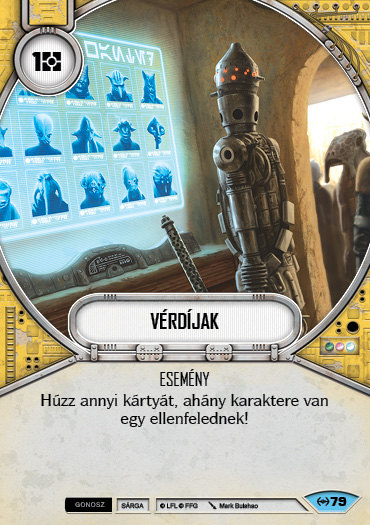 1
VÉRDÍJAK
ESEMÉNY
Húzz annyi kártyát, ahány karaktere van
egy ellenfelednek!
GONOSZ SÁRGA © LFL © FFG Mark Bulahao 79